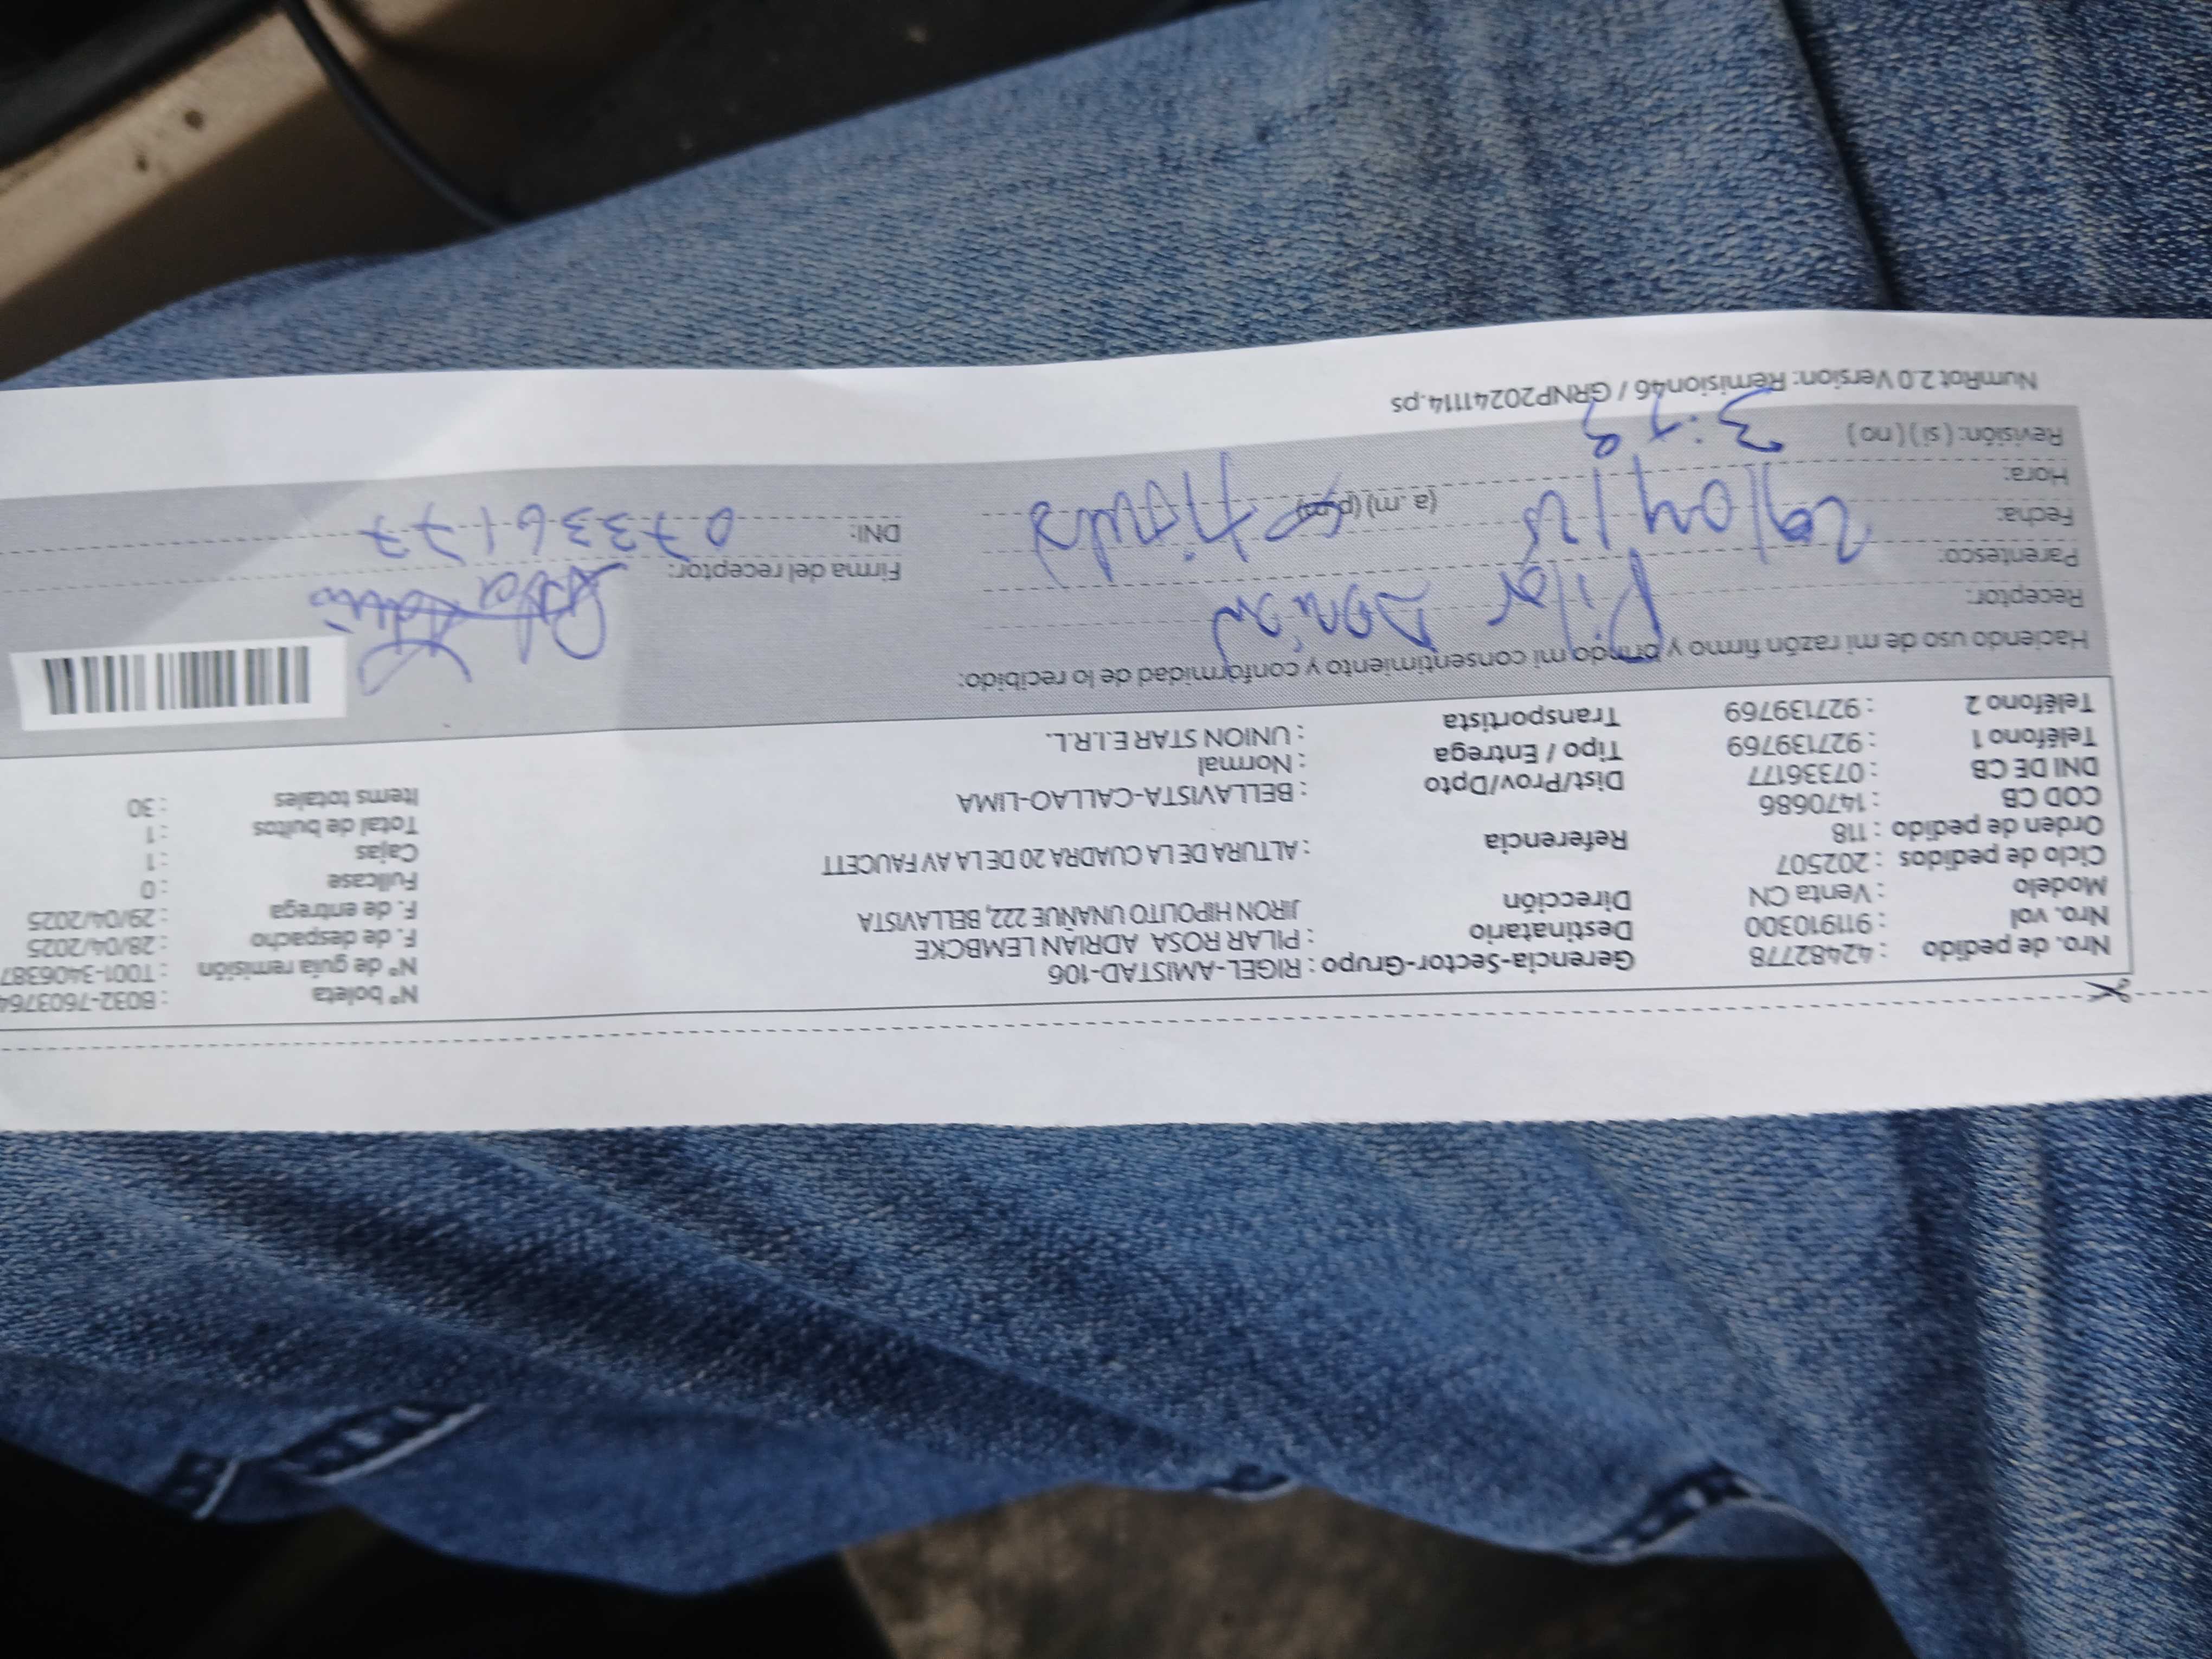 Nro. de pedido : 42482778 Gerencia-Sector-Grupo : RIGEL-AMISTAD-106 N° boleta : B032-7603764
Nro. vol : 911910300 Destinatario : PILAR ROSA ADRIAN LEMBCKE N° de guía remisión : T001-3406387
Modelo : Venta CN Dirección JIRON HIPOLITO UNANUE 222, BELLAVISTA F. de despacho : 28/04/2025
Ciclo de pedidos : 202507 F. de entrega : 29/04/2025
Orden de pedido : 118 Referencia : ALTURA DE LA CUADRA 20 DE LA AV FAUCETT Fullcase : 0
COD CB : 1470686 Cajas : 1
DNI DE CB : 07336177 Dist/Prov/Dpto : BELLAVISTA-CALLAO-LIMA Total de bultos : 1
Teléfono 1 : 927139769 Tipo / Entrega : Normal Items totales : 30
Teléfono 2 : 927139769 Transportista : UNION STAR E.I.R.L.
Haciendo uso de mi razón firmo y brindo mi consentimiento y conformidad de lo recibido:
Receptor: Pilar
Parentesco: Firma del receptor:
Fecha: 29/04/25 DNI: 07336177
Hora: (a. m) (p.m) Titular
Revisión: ( si ) ( no ) 3:19
NumRot 2.0 Version: Remision46 / GRNP20241114.ps